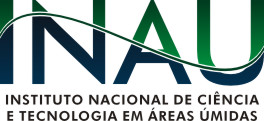 INAU
INSTITUTO NACIONAL DE CIÊNCIA
E TECNOLOGIA EM ÁREAS ÚMIDAS